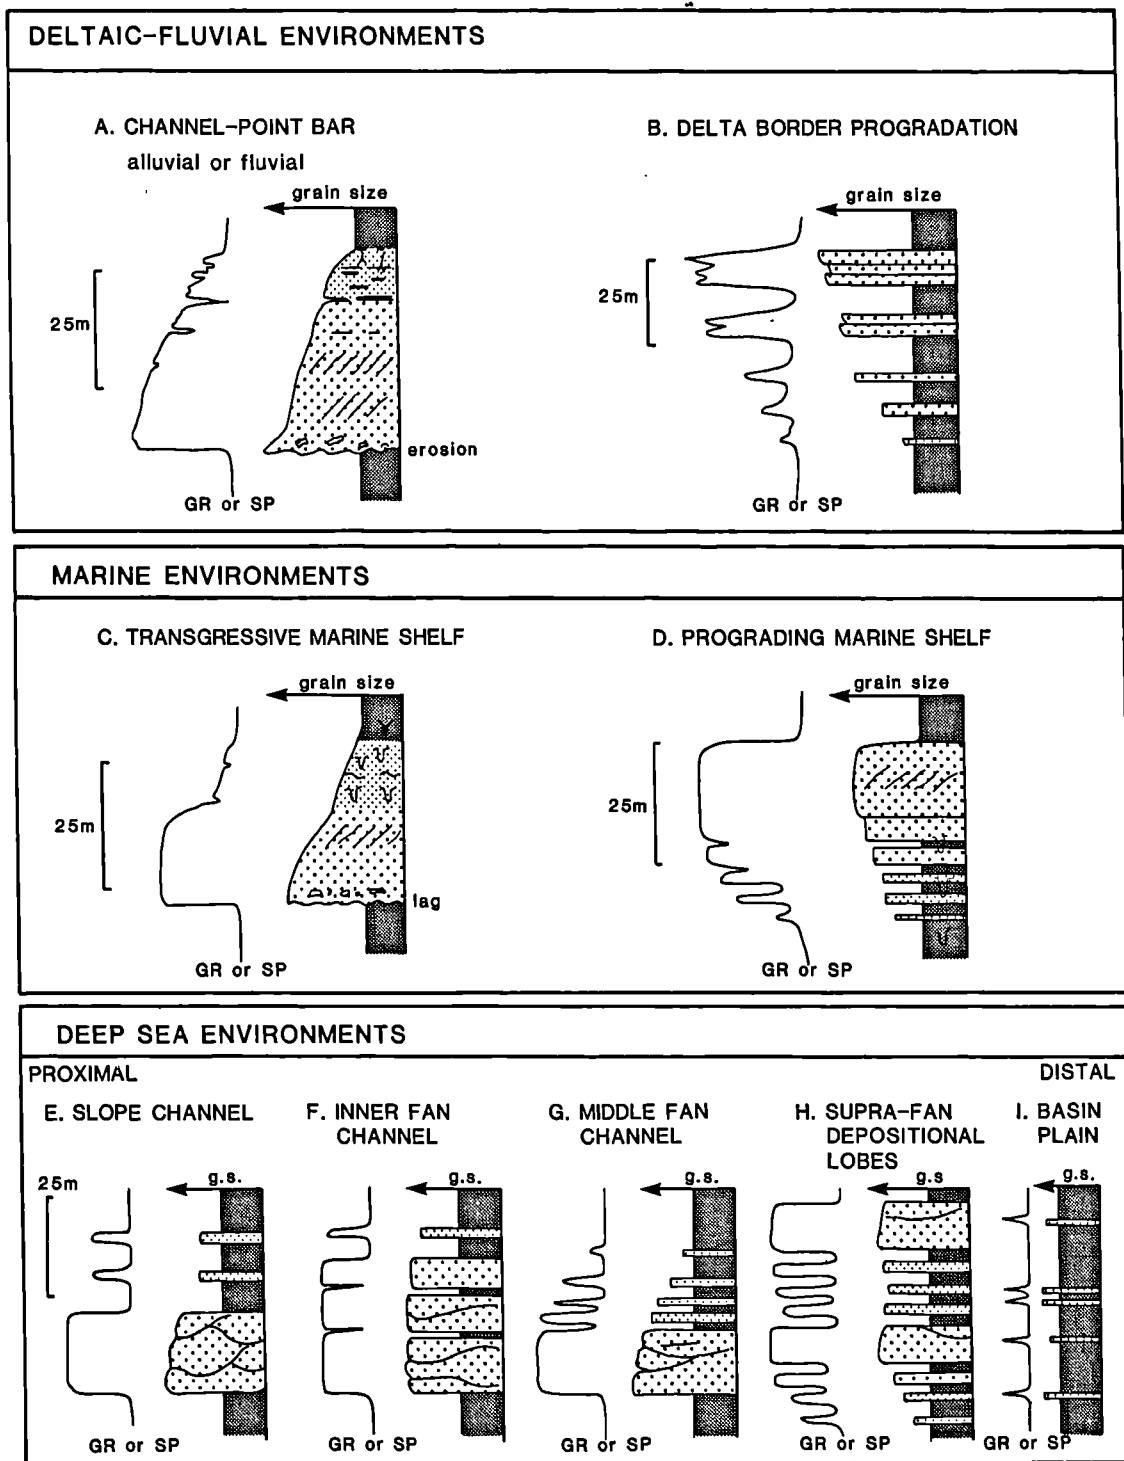 DELTAIC-FLUVIAL ENVIRONMENTS
A. CHANNEL-POINT BAR
alluvial or fluvial
grain size
25m
erosion
GR or SP
B. DELTA BORDER PROGRADATION
grain size
25m
GR or SP
MARINE ENVIRONMENTS
C. TRANSGRESSIVE MARINE SHELF
grain size
25m
lag
GR or SP
D. PROGRADING MARINE SHELF
grain size
25m
GR or SP
DEEP SEA ENVIRONMENTS
PROXIMAL
DISTAL
E. SLOPE CHANNEL
25m
g.s.
GR or SP
F. INNER FAN
CHANNEL
g.s.
GR or SP
G. MIDDLE FAN
CHANNEL
g.s.
GR or SP
H. SUPRA-FAN
DEPOSITIONAL
LOBES
g.s
GR or SP
I. BASIN
PLAIN
g.s.
GR or SP